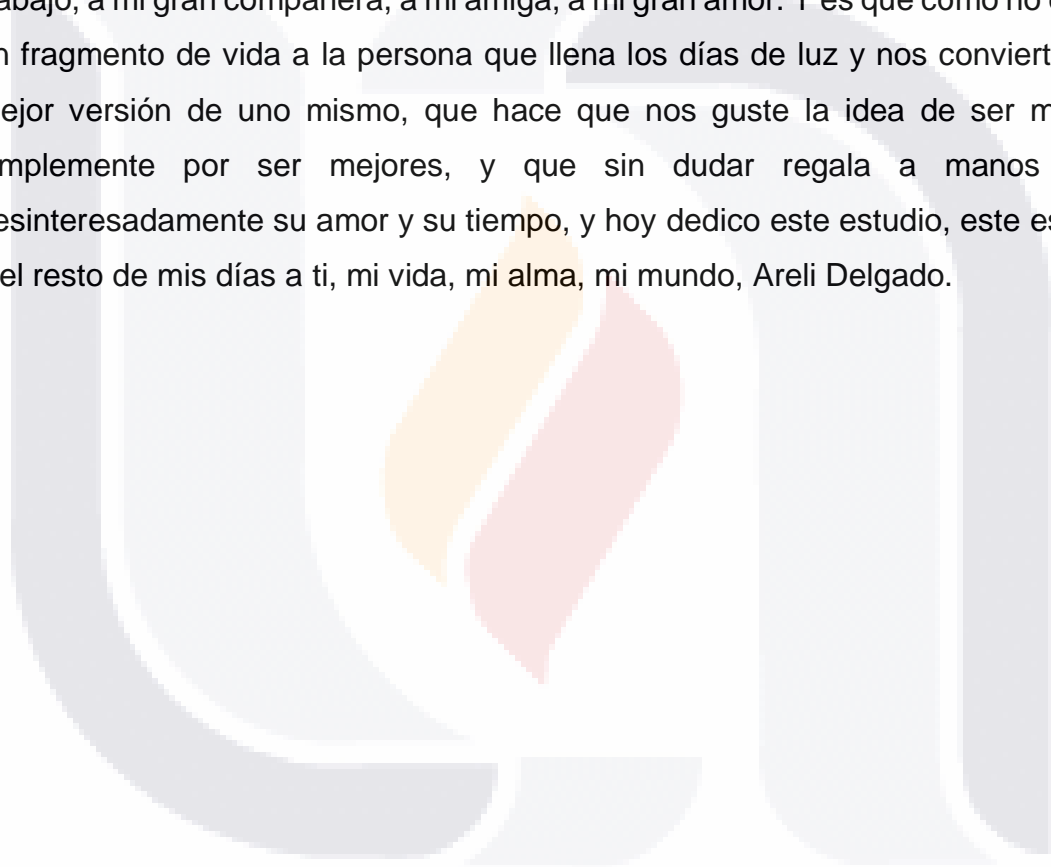 abajo, a mi gran compañera, a mi amiga, a mi gran amor. Y es que como no
fragmento de vida a la persona que llena los días de luz y nos conviert
ejor versión de uno mismo, que hace que nos guste la idea de ser m
mplemente por ser mejores, y que sin dudar regala a manos
esinteresadamente su amor y su tiempo, y hoy dedico este estudio, este es
el resto de mis días a ti, mi vida, mi alma, mi mundo, Areli Delgado.